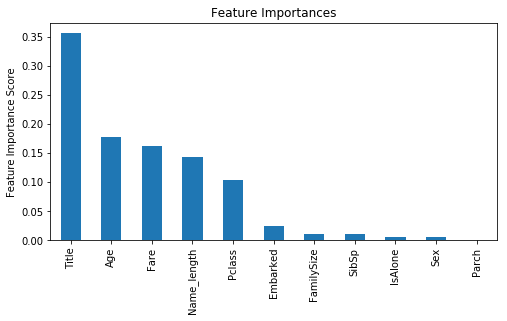 Feature Importances
Feature Importance Score
0.35
0.30
0.25
0.20
0.15
0.10
0.05
0.00
Title
Age
Fare
Name_length
Pclass
Embarked
FamilySize
SibSp
IsAlone
Sex
Parch